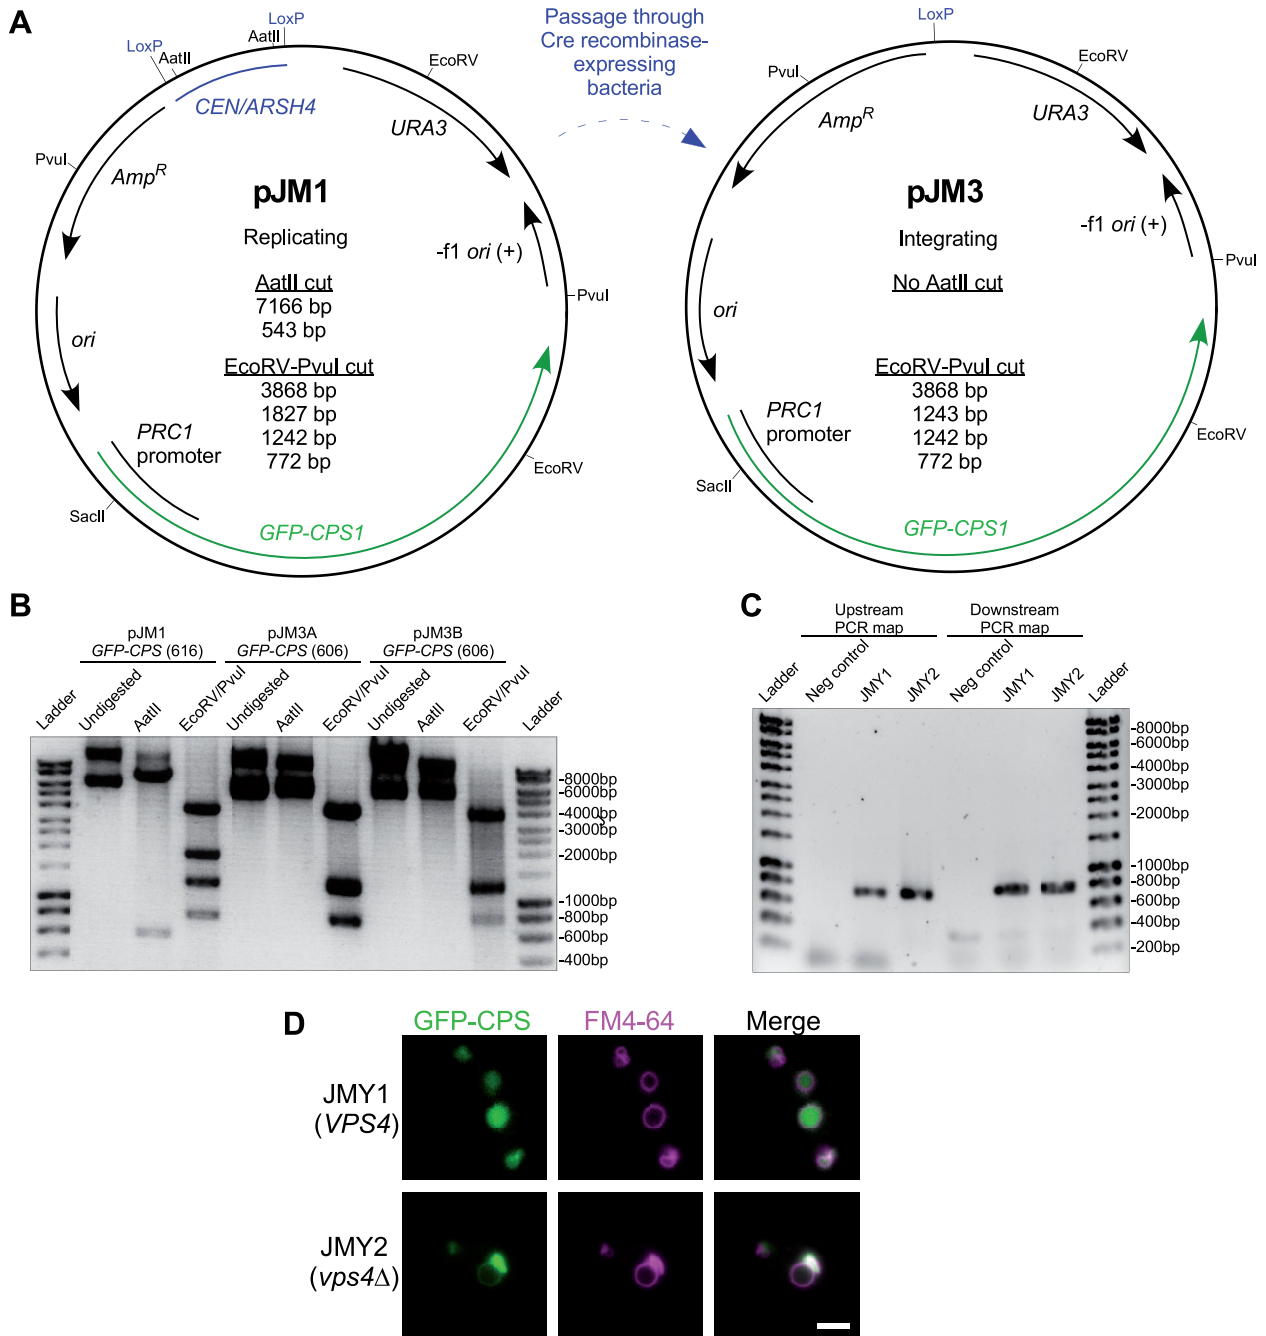 A
LoxP
AatII
LoxP
AatII
EcoRV
CEN/ARSH4
URA3
PvuI
AmpR
pJM1
Replicating
-f1 ori (+)
AatII cut
7166 bp
543 bp
PvuI
ori
EcoRV-PvuI cut
3868 bp
1827 bp
1242 bp
772 bp
PRC1
promoter
EcoRV
SacII
GFP-CPS1
Passage through
Cre recombinase-
expressing
bacteria
LoxP
PvuI
EcoRV
AmpR
URA3
pJM3
Integrating
-f1 ori (+)
No AatII cut
PvuI
ori
EcoRV-PvuI cut
3868 bp
1243 bp
1242 bp
772 bp
PRC1
promoter
EcoRV
SacII
GFP-CPS1
B
pJM1
GFP-CPS (616)
pJM3A
GFP-CPS (606)
pJM3B
GFP-CPS (606)
Ladder
Undigested
AatII
EcoRV/PvuI
Undigested
AatII
EcoRV/PvuI
Undigested
AatII
EcoRV/PvuI
Ladder
-8000bp
-6000bp
-4000bp
-3000bp
-2000bp
-1000bp
-800bp
-600bp
-400bp
C
Upstream
PCR map
Downstream
PCR map
Ladder
Neg control
JMY1
JMY2
Neg control
JMY1
JMY2
Ladder
-8000bp
-6000bp
-4000bp
-3000bp
-2000bp
-1000bp
-800bp
-600bp
-400bp
-200bp
D
GFP-CPS
FM4-64
Merge
JMY1
(VPS4)
JMY2
(vps4Δ)